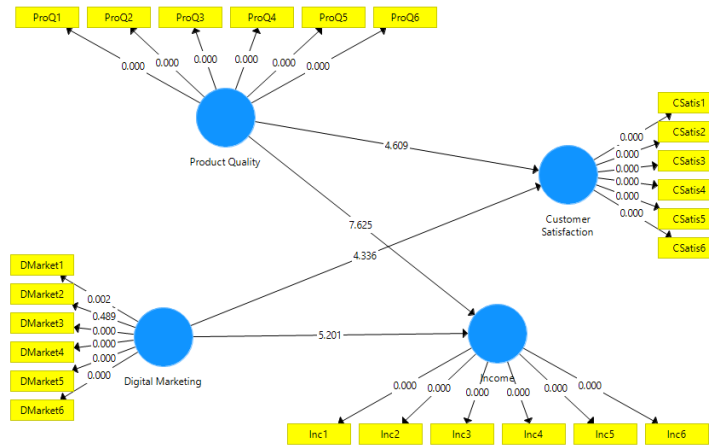 ProQ1 ProQ2 ProQ3 ProQ4 ProQ5 ProQ6
0.000 0.000 0.000 0.000 0.000 0.000
Product Quality
CSatis1
CSatis2
CSatis3
CSatis4
CSatis5
CSatis6
0.000
0.000
0.000
0.000
0.000
0.000
Customer
Satisfaction
4.609
7.625
4.336
5.201
DMarket1
DMarket2
DMarket3
DMarket4
DMarket5
DMarket6
0.002
0.489
0.000
0.000
0.000
0.000
Digital Marketing
Income
0.000 0.000 0.000 0.000 0.000 0.000
Inc1 Inc2 Inc3 Inc4 Inc5 Inc6